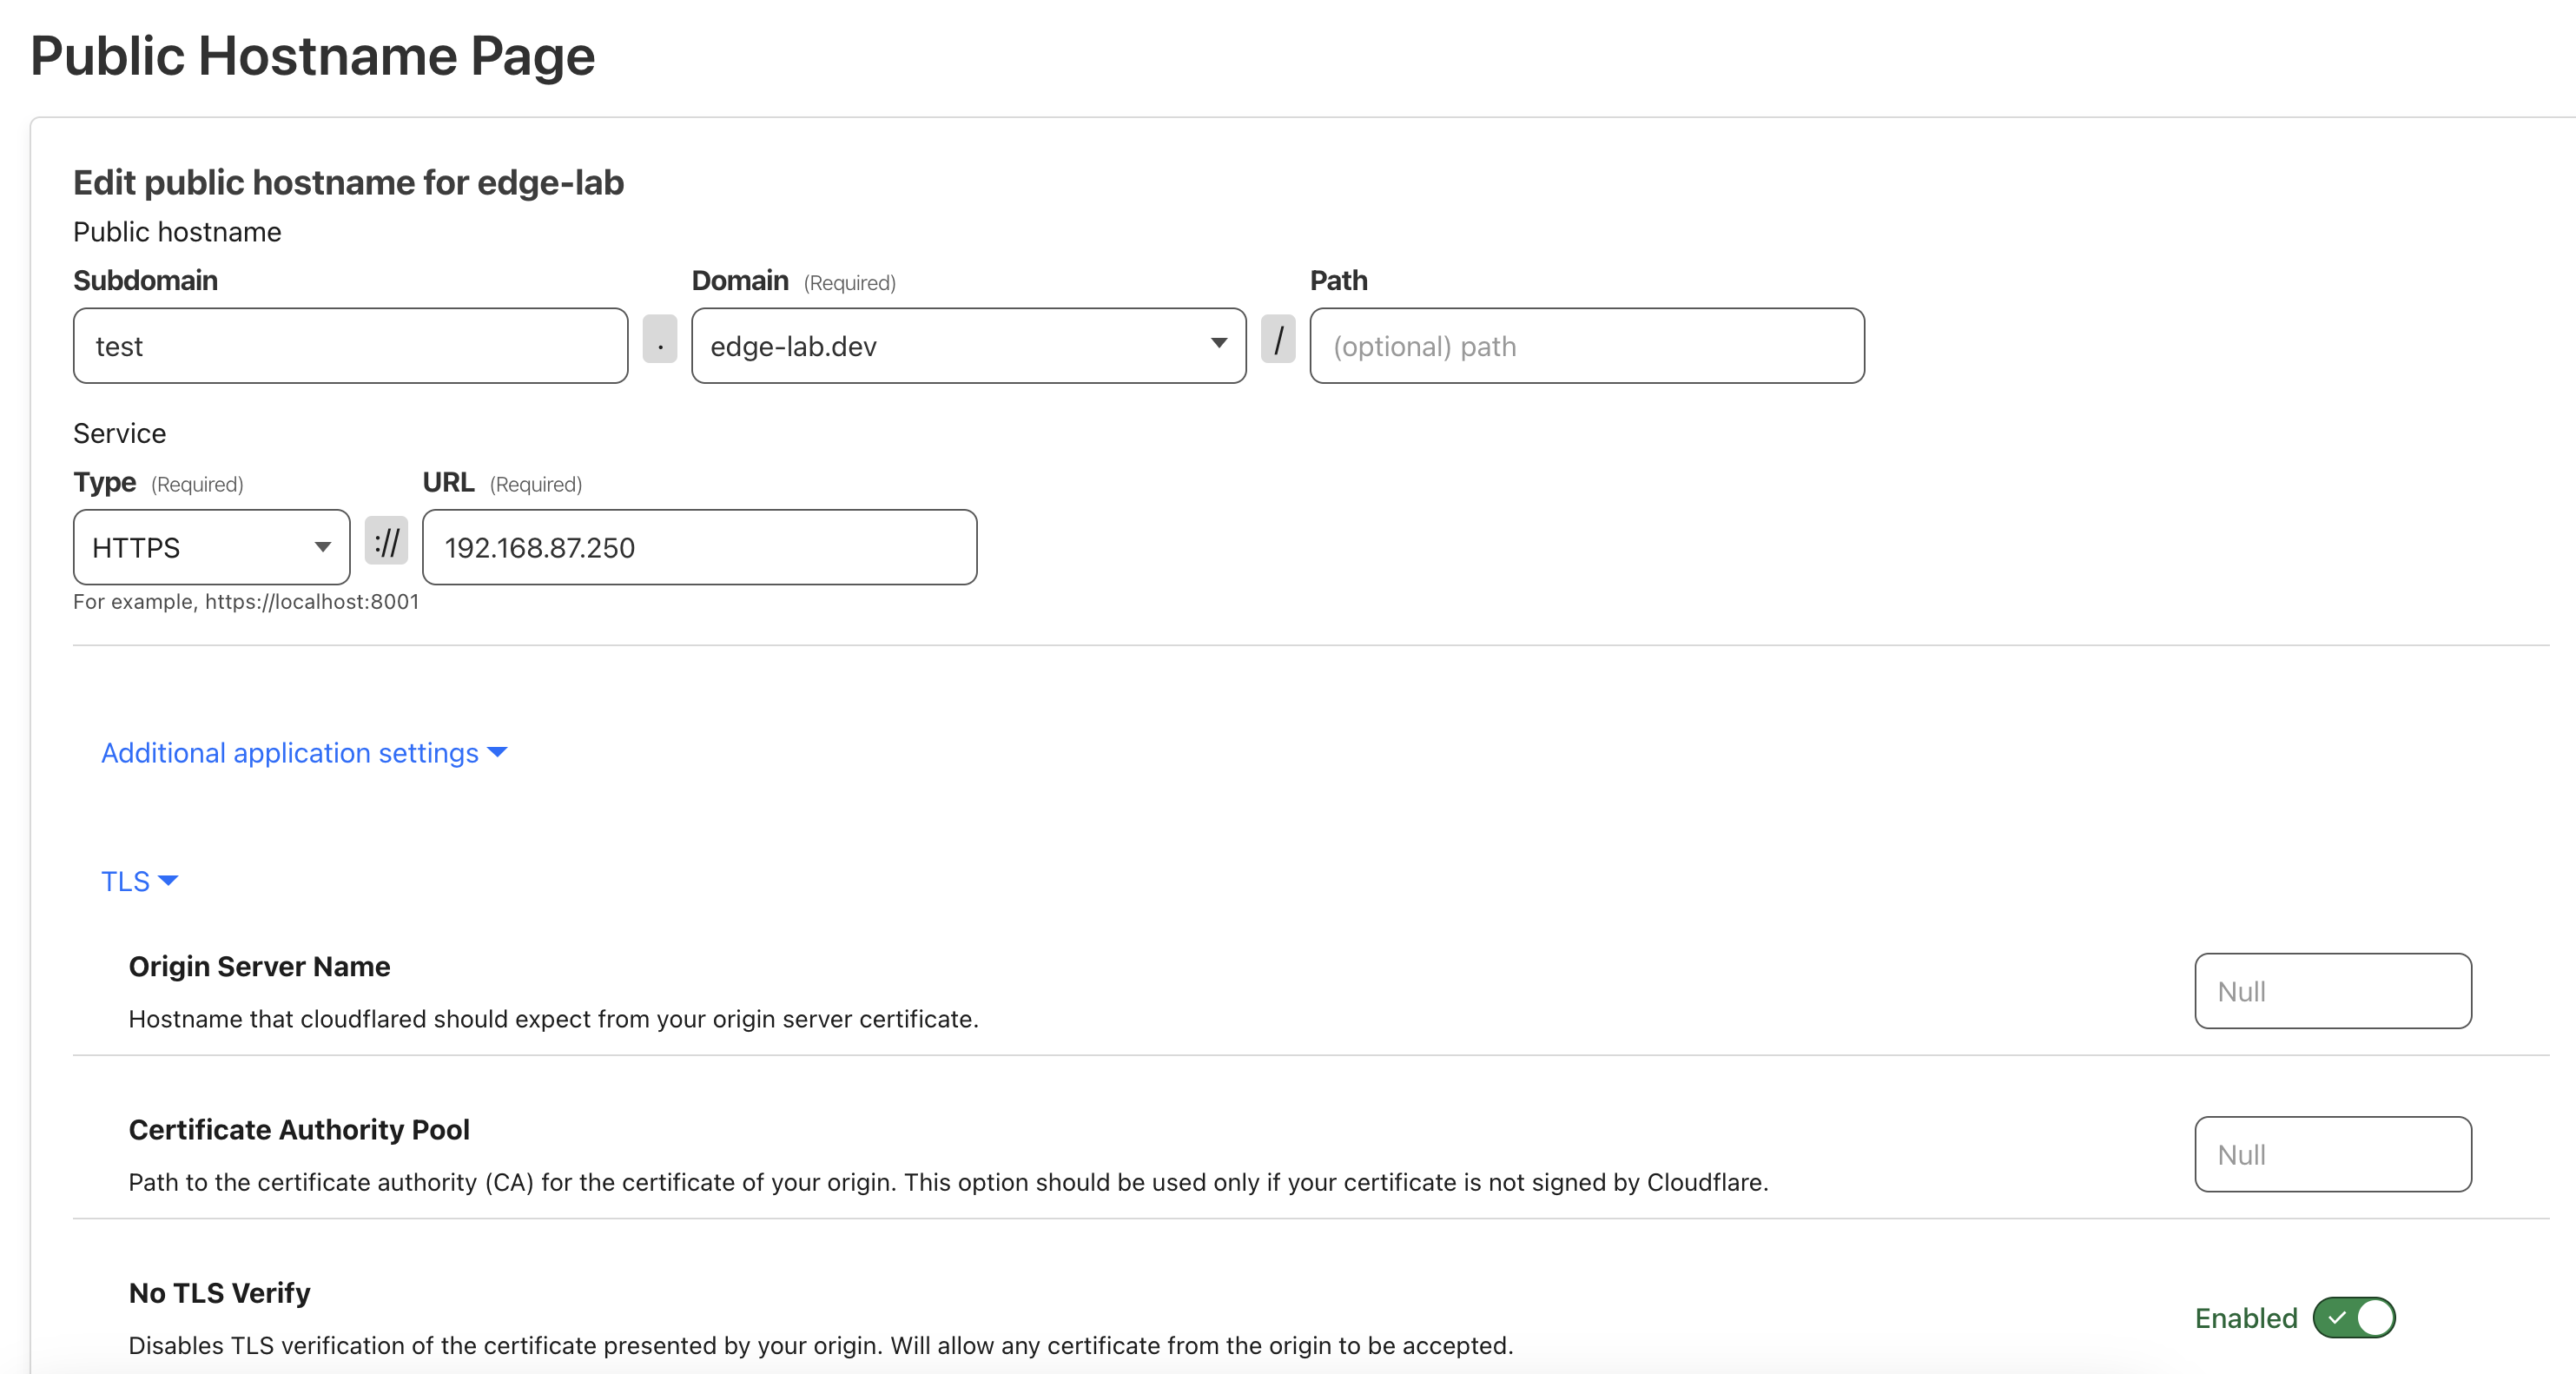 Public Hostname Page
Edit public hostname for edge-lab
Public hostname
Subdomain Domain (Required) Path
test . edge-lab.dev / (optional) path
Service
Type (Required) URL (Required)
HTTPS :// 192.168.87.250
For example, https://localhost:8001
Additional application settings
TLS
Origin Server Name
Null
Hostname that cloudflared should expect from your origin server certificate.
Certificate Authority Pool
Null
Path to the certificate authority (CA) for the certificate of your origin. This option should be used only if your certificate is not signed by Cloudflare.
No TLS Verify
Enabled
Disables TLS verification of the certificate presented by your origin. Will allow any certificate from the origin to be accepted.